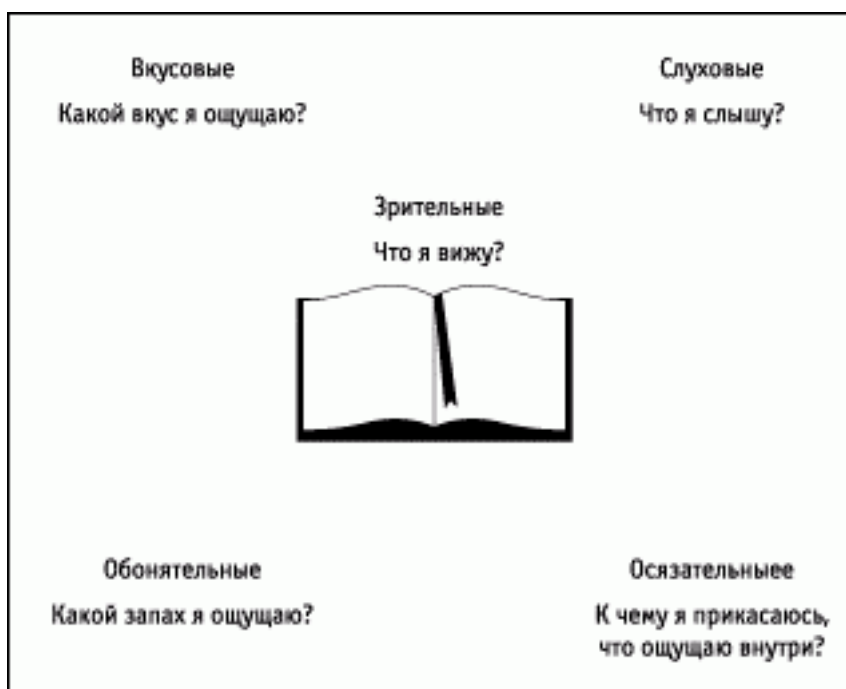 Вкусовые
Какой вкус я ощущаю?
Слуховые
Что я слышу?
Зрительные
Что я вижу?
Обонятельные
Какой запах я ощущаю?
Осязательныее
К чему я прикасаюсь,
что ощущаю внутри?